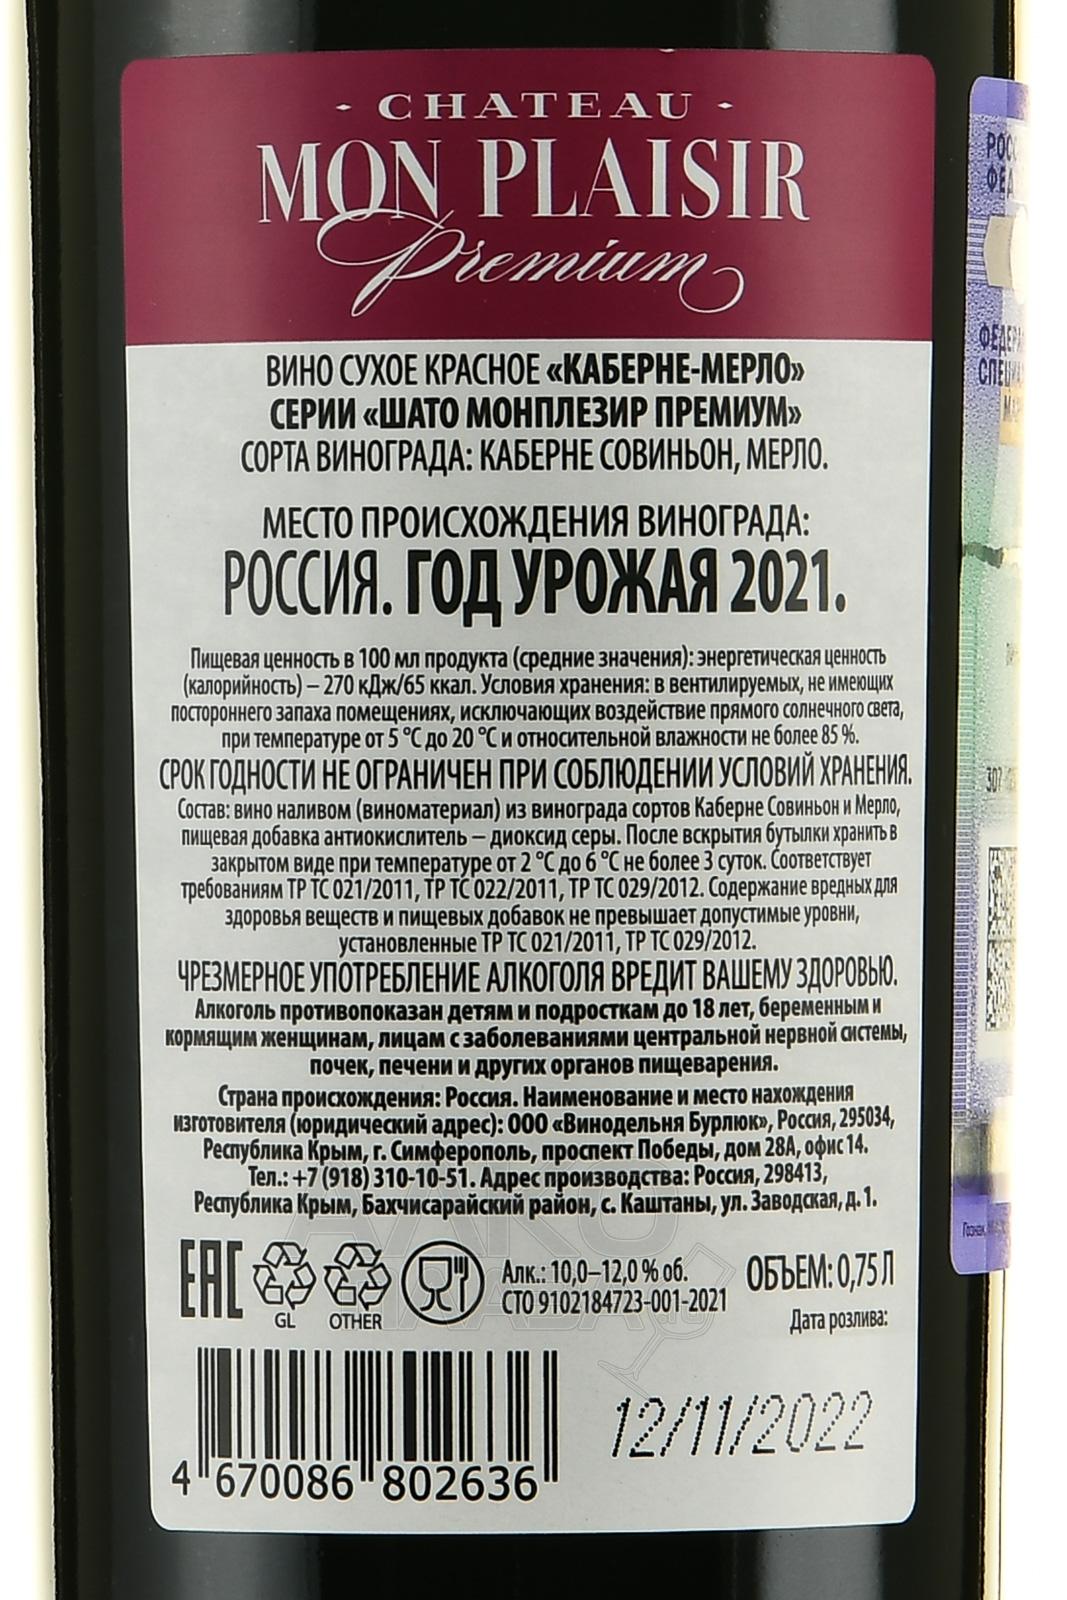 CHATEAU
MON PLAISIR
Premium
ВИНО СУХОЕ КРАСНОЕ «КАБЕРНЕ-МЕРЛО»
СЕРИИ «ШАТО МОНПЛЕЗИР ПРЕМИУМ»
СОРТА ВИНОГРАДА: КАБЕРНЕ СОВИНЬОН, МЕРЛО.
МЕСТО ПРОИСХОЖДЕНИЯ ВИНОГРАДА:
РОССИЯ. ГОД УРОЖАЯ 2021.
Пищевая ценность в 100 мл продукта (средние значения): энергетическая ценность
(калорийность) – 270 кДж/65 ккал. Условия хранения: в вентилируемых, не имеющих
постороннего запаха помещениях, исключающих воздействие прямого солнечного света,
при температуре от 5 °С до 20 °С и относительной влажности не более 85 %.
СРОК ГОДНОСТИ НЕ ОГРАНИЧЕН ПРИ СОБЛЮДЕНИИ УСЛОВИЙ ХРАНЕНИЯ.
Состав: вино наливом (виноматериал) из винограда сортов Каберне Совиньон и Мерло,
пищевая добавка антиокислитель – диоксид серы. После вскрытия бутылки хранить в
закрытом виде при температуре от 2 °С до 6 °С не более 3 суток. Соответствует
требованиям ТР ТС 021/2011, ТР ТС 022/2011, ТР ТС 029/2012. Содержание вредных для
здоровья веществ и пищевых добавок не превышает допустимые уровни,
установленные ТР ТС 021/2011, ТР ТС 029/2012.
ЧРЕЗМЕРНОЕ УПОТРЕБЛЕНИЕ АЛКОГОЛЯ ВРЕДИТ ВАШЕМУ ЗДОРОВЬЮ.
Алкоголь противопоказан детям и подросткам до 18 лет, беременным и
кормящим женщинам, лицам с заболеваниями центральной нервной системы,
почек, печени и других органов пищеварения.
Страна происхождения: Россия. Наименование и место нахождения
изготовителя (юридический адрес): ООО «Винодельня Бурлюк», Россия, 295034,
Республика Крым, г. Симферополь, проспект Победы, дом 28А, офис 14.
Тел.: +7 (918) 310-10-51. Адрес производства: Россия, 298413,
Республика Крым, Бахчисарайский район, с. Каштаны, ул. Заводская, д. 1.
EAC
GL
OTHER
Алк.: 10,0–12,0 % об.
СТО 9102184723-001-2021
ОБЪЕМ: 0,75 Л
Дата розлива:
12/11/2022
4 670086 802636